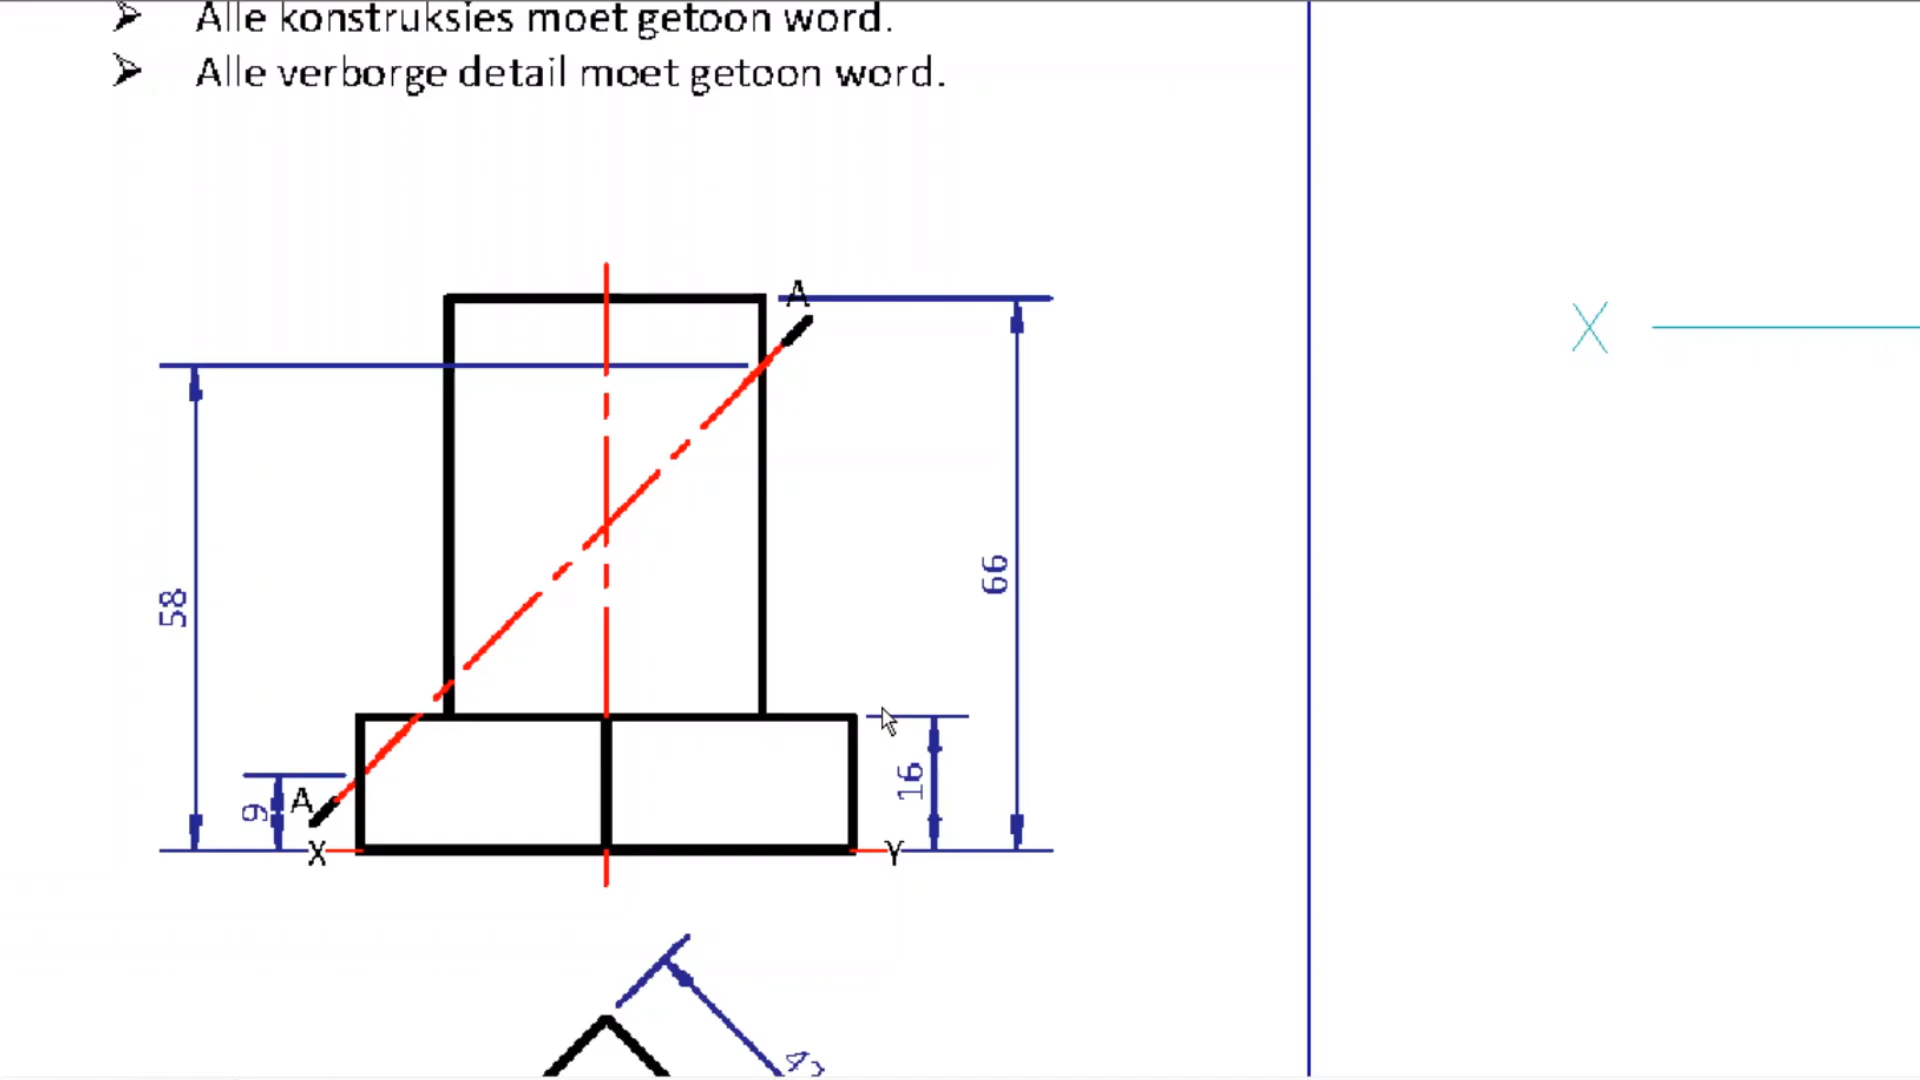 ➢ Alle konstruksies moet getoon word.
➢ Alle verborge detail moet getoon word.
A
X
58
66
16
9
A
X
Y